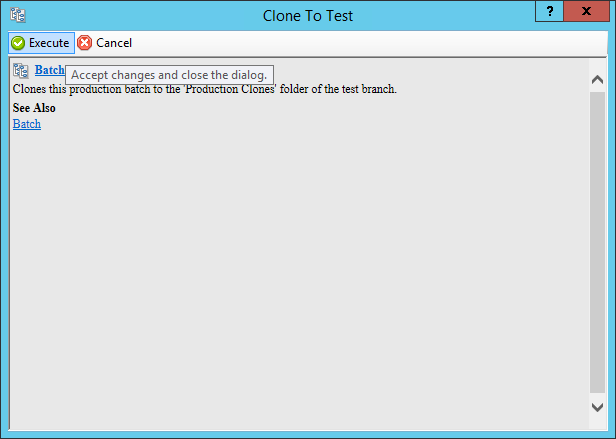 Clone To Test
? x
Execute Cancel
Batch
Accept changes and close the dialog.
Clones this production batch to the 'Production Clones' folder of the test branch.
See Also
Batch